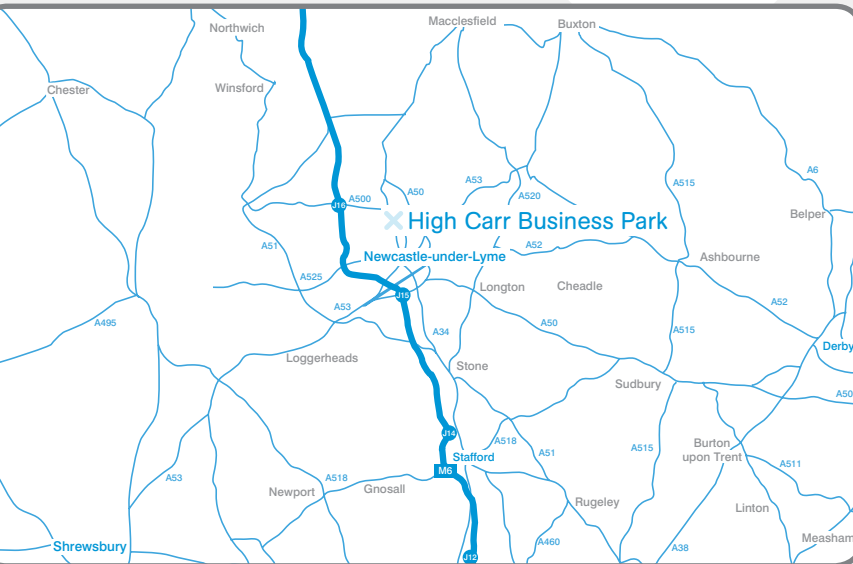 Macclesfield
Buxton
Northwich
Winsford
Chester
A6
A53
A515
A50
A520
A500
J16
Belper
High Carr Business Park
A51
A52
Newcastle-under-Lyme
Ashbourne
A525
Longton
Cheadle
J15
A52
A53
A495
A50
A34
A515
Derby
Loggerheads
Stone
Sudbury
A50
J14
A518
A51
A515
Burton
upon Trent
Stafford
A511
M6
A53
A518
Newport
Gnosall
Rugeley
Linton
A460
A38
Measham
Shrewsbury
J12